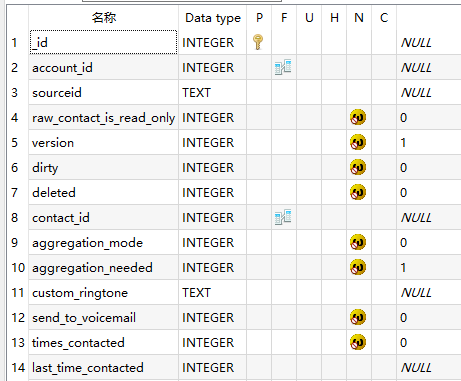 名称 Data type P F U H N C
1 _id INTEGER NULL
2 account_id INTEGER NULL
3 sourceid TEXT NULL
4 raw_contact_is_read_only INTEGER 0
5 version INTEGER 1
6 dirty INTEGER 0
7 deleted INTEGER 0
8 contact_id INTEGER NULL
9 aggregation_mode INTEGER 0
10 aggregation_needed INTEGER 1
11 custom_ringtone TEXT NULL
12 send_to_voicemail INTEGER 0
13 times_contacted INTEGER 0
14 last_time_contacted INTEGER NULL